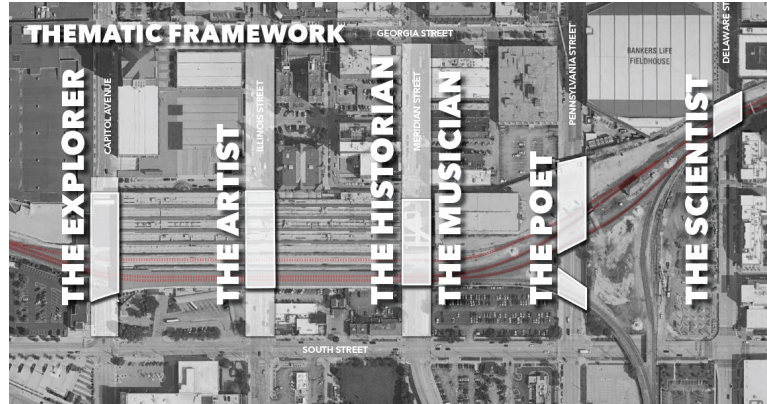 THEMATIC FRAMEWORK
GEORGIA STREET
BANKERS LIFE
FIELDHOUSE
DELAWARE ST
PENNSYLVANIA STREET
CAPITOL AVENUE
ILLINOIS STREET
MERIDIAN STREET
THE EXPLORER
THE ARTIST
THE HISTORIAN
THE MUSICIAN
THE POET
THE SCIENTIST
SOUTH STREET